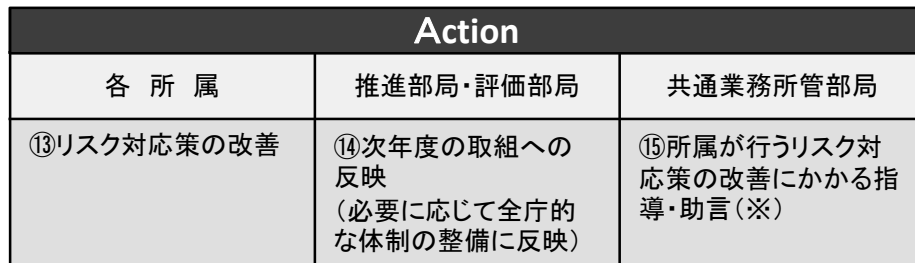 Action
各 所 属
推進部局・評価部局
共通業務所管部局
⑬リスク対応策の改善
⑭次年度の取組への
反映
（必要に応じて全庁的
な体制の整備に反映）
⑮所属が行うリスク対
応策の改善にかかる指
導・助言（※）